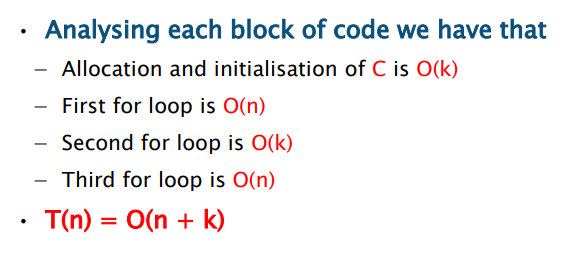 • Analysing each block of code we have that
– Allocation and initialisation of C is O(k)
– First for loop is O(n)
– Second for loop is O(k)
– Third for loop is O(n)
• T(n) = O(n + k)